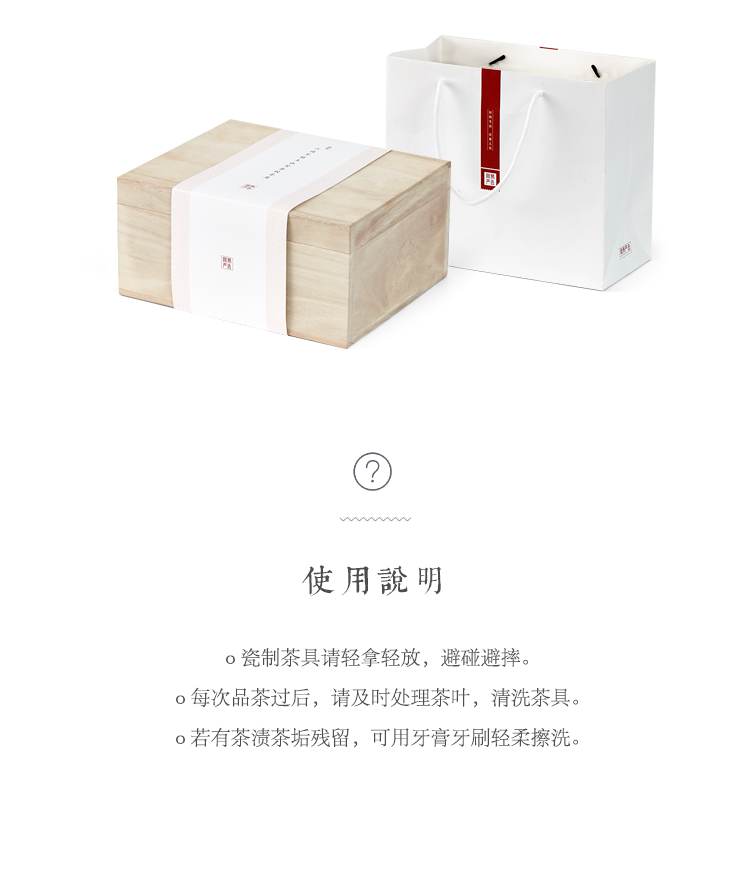 ?
使用說明
o 瓷制茶具请轻拿轻放，避碰避摔。
o 每次品茶过后，请及时处理茶叶，清洗茶具。
o 若有茶渍茶垢残留，可用牙膏牙刷轻柔擦洗。